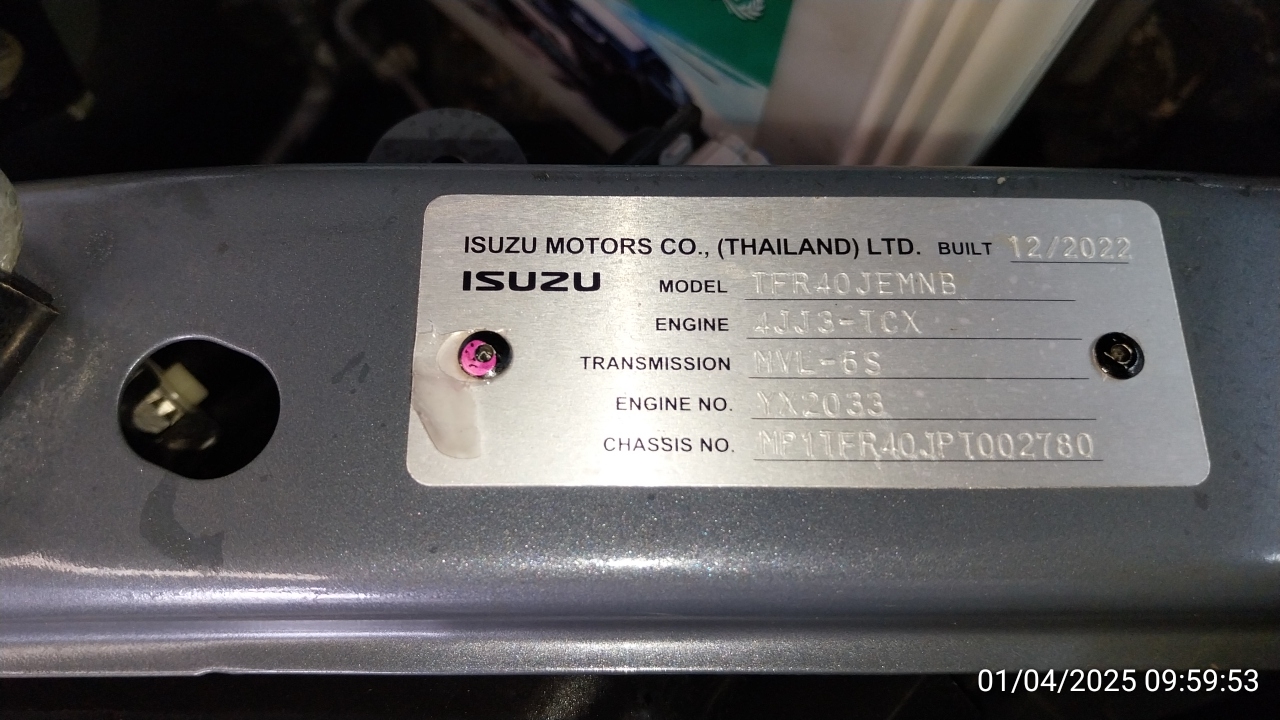 ISUZU MOTORS CO., (THAILAND) LTD. BUILT 12/2022
ISUZU MODEL TFR40JEMNB
ENGINE 4JJ3-TCX
TRANSMISSION MVL-6S
ENGINE NO. YX2033
CHASSIS NO. MP1TFR40JPT002780
01/04/2025 09:59:53